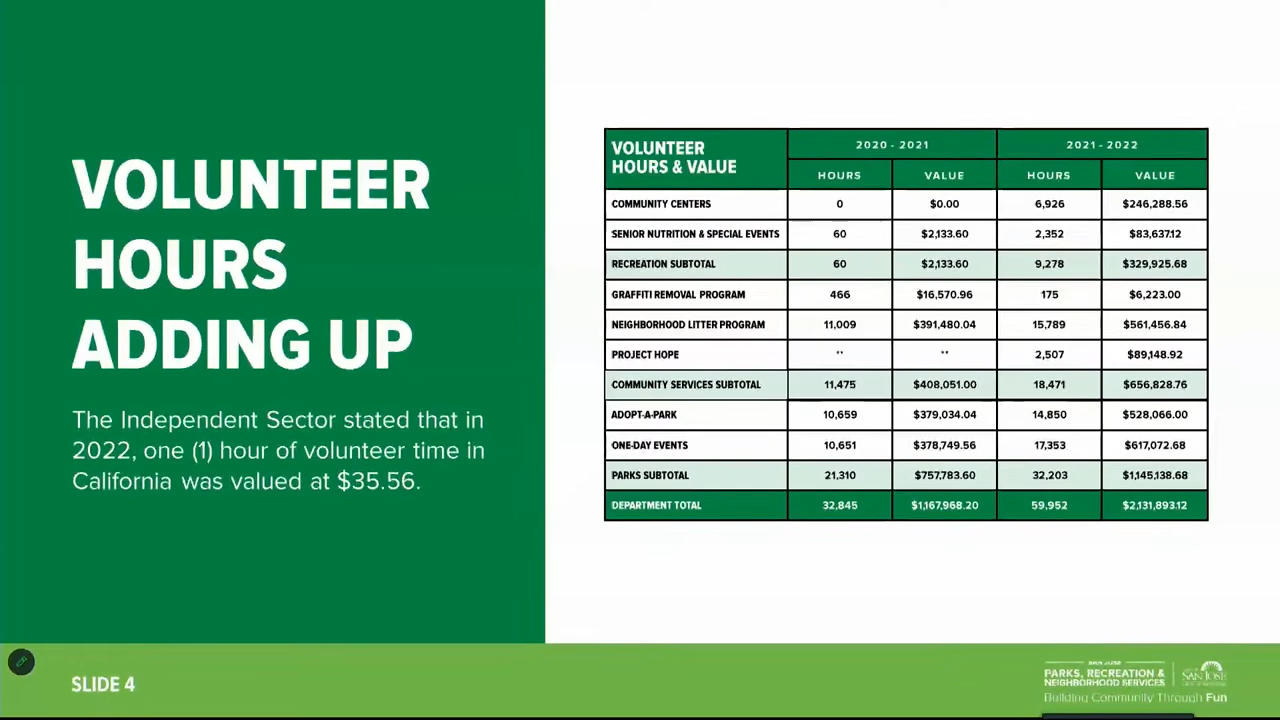 VOLUNTEER
HOURS
ADDING UP
The Independent Sector stated that in
2022, one (1) hour of volunteer time in
California was valued at $35.56.
VOLUNTEER
HOURS & VALUE
2020 - 2021 2021 - 2022
HOURS VALUE HOURS VALUE
COMMUNITY CENTERS 0 $0.00 6,926 $246,288.56
SENIOR NUTRITION & SPECIAL EVENTS 60 $2,133.60 2,352 $83,637.12
RECREATION SUBTOTAL 60 $2,133.60 9,278 $329,925.68
GRAFFITI REMOVAL PROGRAM 466 $16,570.96 175 $6,223.00
NEIGHBORHOOD LITTER PROGRAM 11,009 $391,480.04 15,789 $561,456.84
PROJECT HOPE ** ** 2,507 $89,148.92
COMMUNITY SERVICES SUBTOTAL 11,475 $408,051.00 18,471 $656,828.76
ADOPT-A-PARK 10,659 $379,034.04 14,850 $528,066.00
ONE-DAY EVENTS 10,651 $378,749.56 17,353 $617,072.68
PARKS SUBTOTAL 21,310 $757,783.60 32,203 $1,145,138.68
DEPARTMENT TOTAL 32,845 $1,167,968.20 59,952 $2,131,893.12
SLIDE 4
SAN JOSE
PARKS, RECREATION &
NEIGHBORHOOD SERVICES
SAN JOSE
Building Community Through Fun